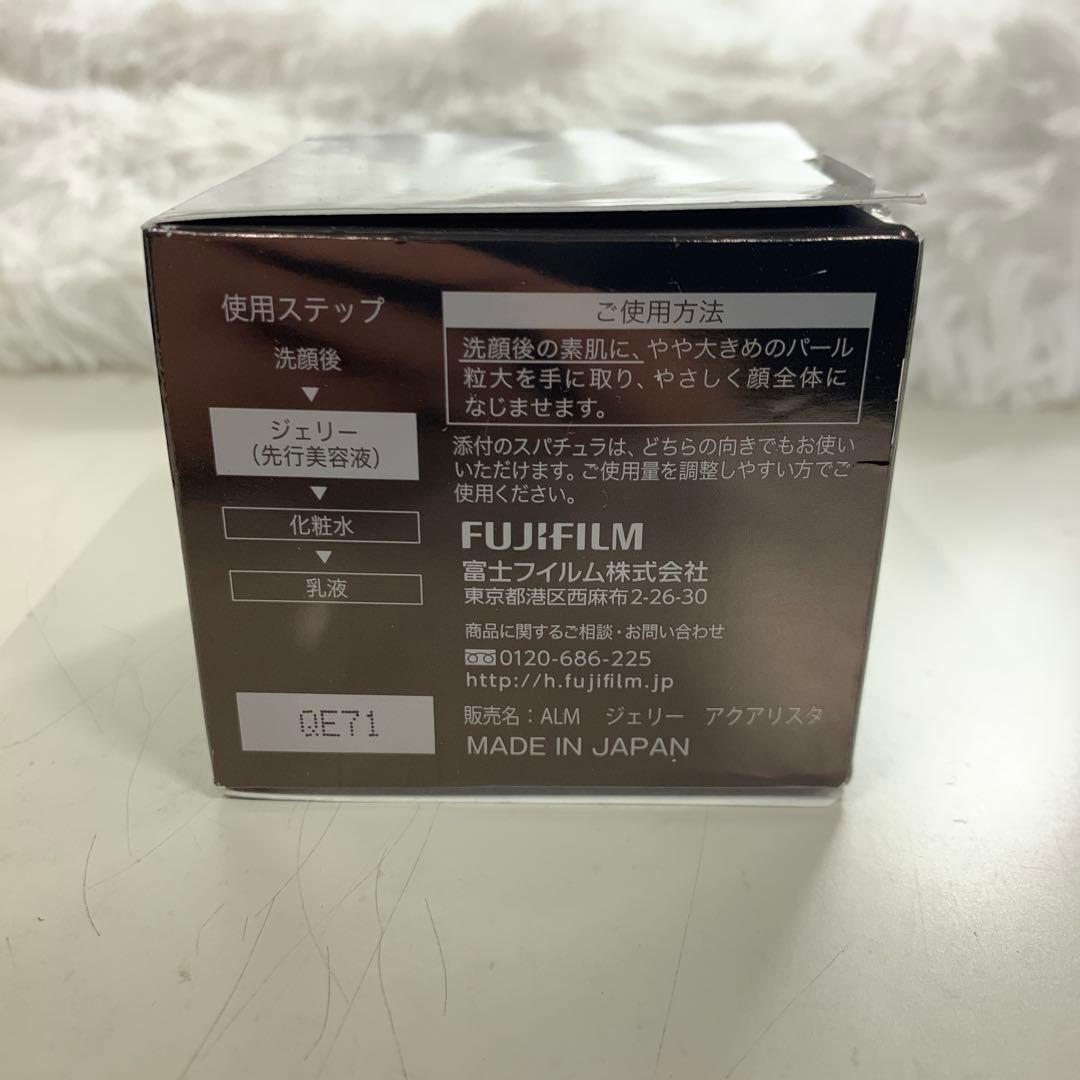 使用ステップ
洗顔後
ジェリー
(先行美容液)
化粧水
乳液
QE71
ご使用方法
洗顔後の素肌に、やや大きめのパール
粒大を手に取り、やさしく顔全体に
なじませます。
添付のスパチュラは、どちらの向きでもお使い
いただけます。ご使用量を調整しやすい方でご
使用ください。
FUJIFILM
富士フイルム株式会社
東京都港区西麻布2-26-30
商品に関するご相談・お問い合わせ
0120-686-225
http://h.fujifilm.jp
販売名:ALM ジェリー アクアリスタ
MADE IN JAPAN